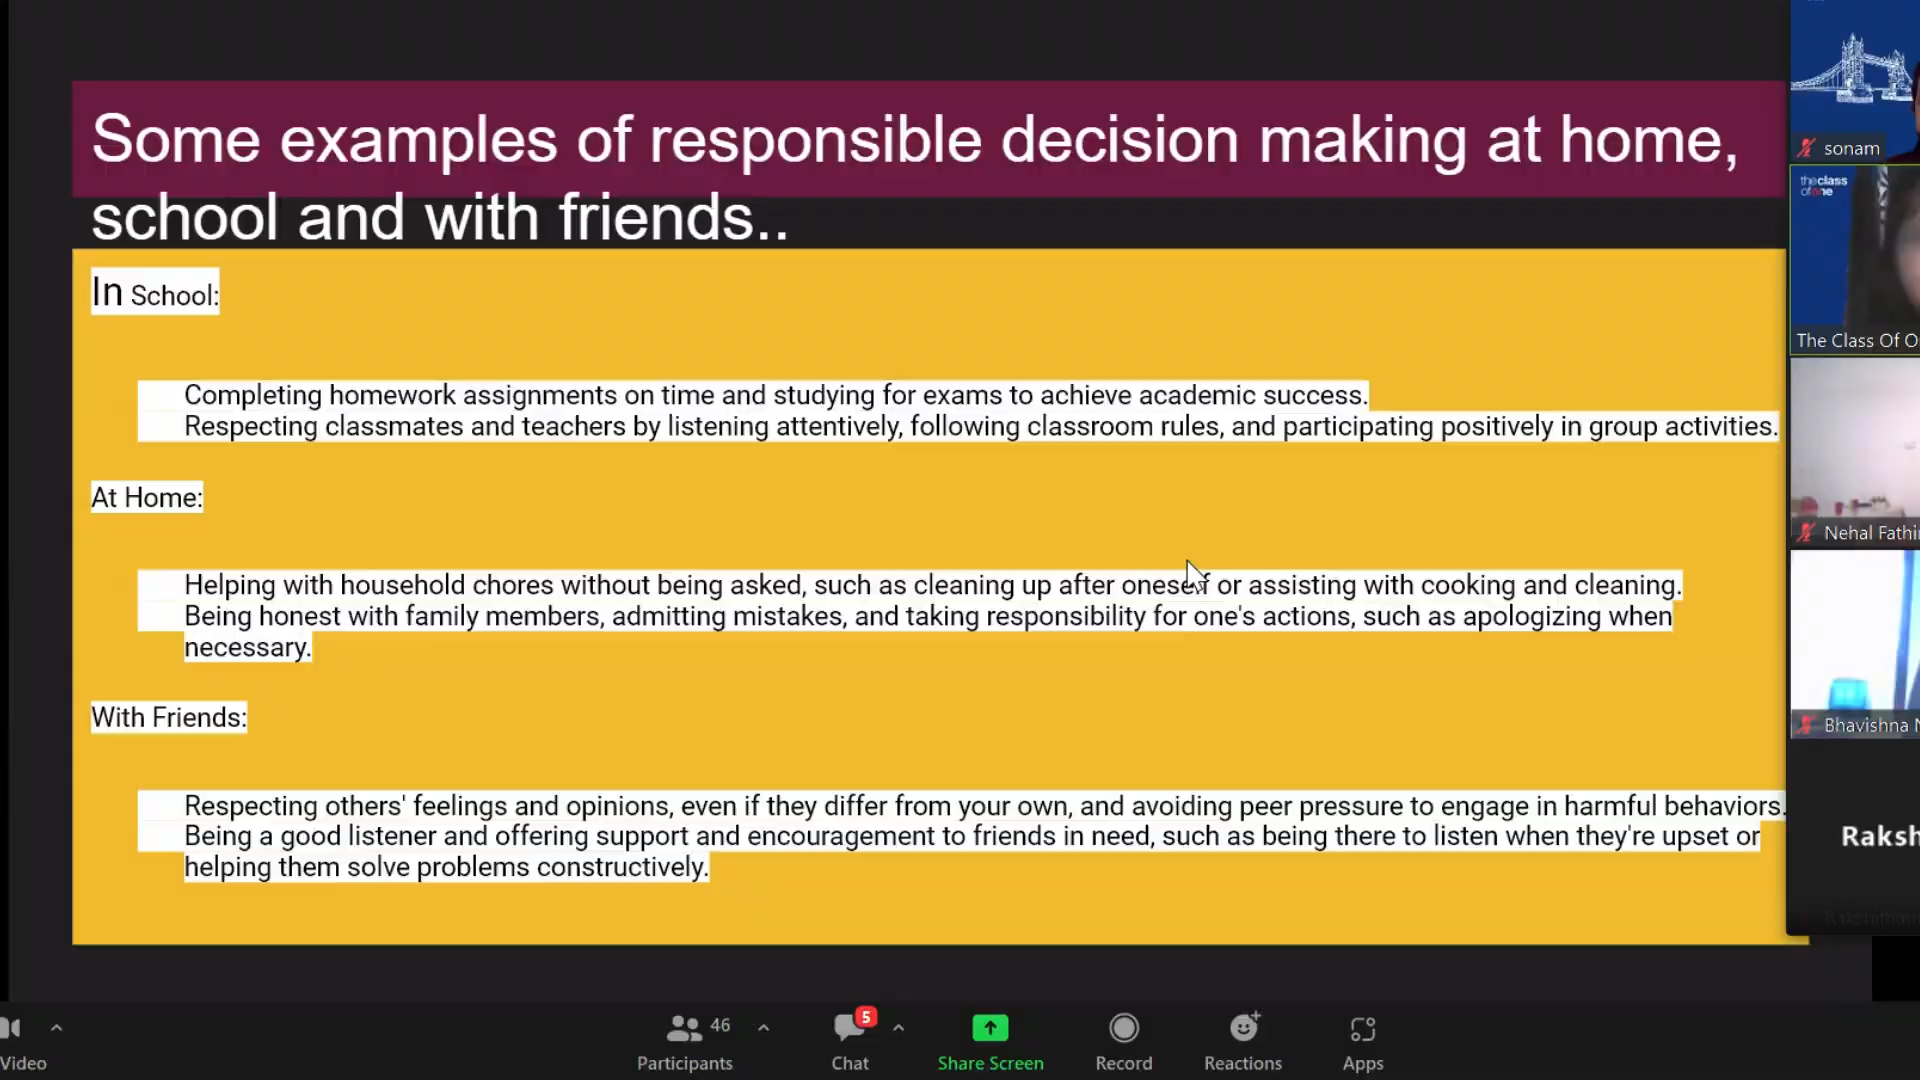 Some examples of responsible decision making at home,
school and with friends..
In School:
Completing homework assignments on time and studying for exams to achieve academic success.
Respecting classmates and teachers by listening attentively, following classroom rules, and participating positively in group activities.
At Home:
Helping with household chores without being asked, such as cleaning up after oneself or assisting with cooking and cleaning.
Being honest with family members, admitting mistakes, and taking responsibility for one's actions, such as apologizing when
necessary.
With Friends:
Respecting others' feelings and opinions, even if they differ from your own, and avoiding peer pressure to engage in harmful behaviors.
Being a good listener and offering support and encouragement to friends in need, such as being there to listen when they're upset or
helping them solve problems constructively.
sonam
theclass
ofone
The Class Of O
Nehal Fathi
Bhavishna
Raksh
Video
46
Participants
5
Chat
Share Screen
Record
Reactions
Apps